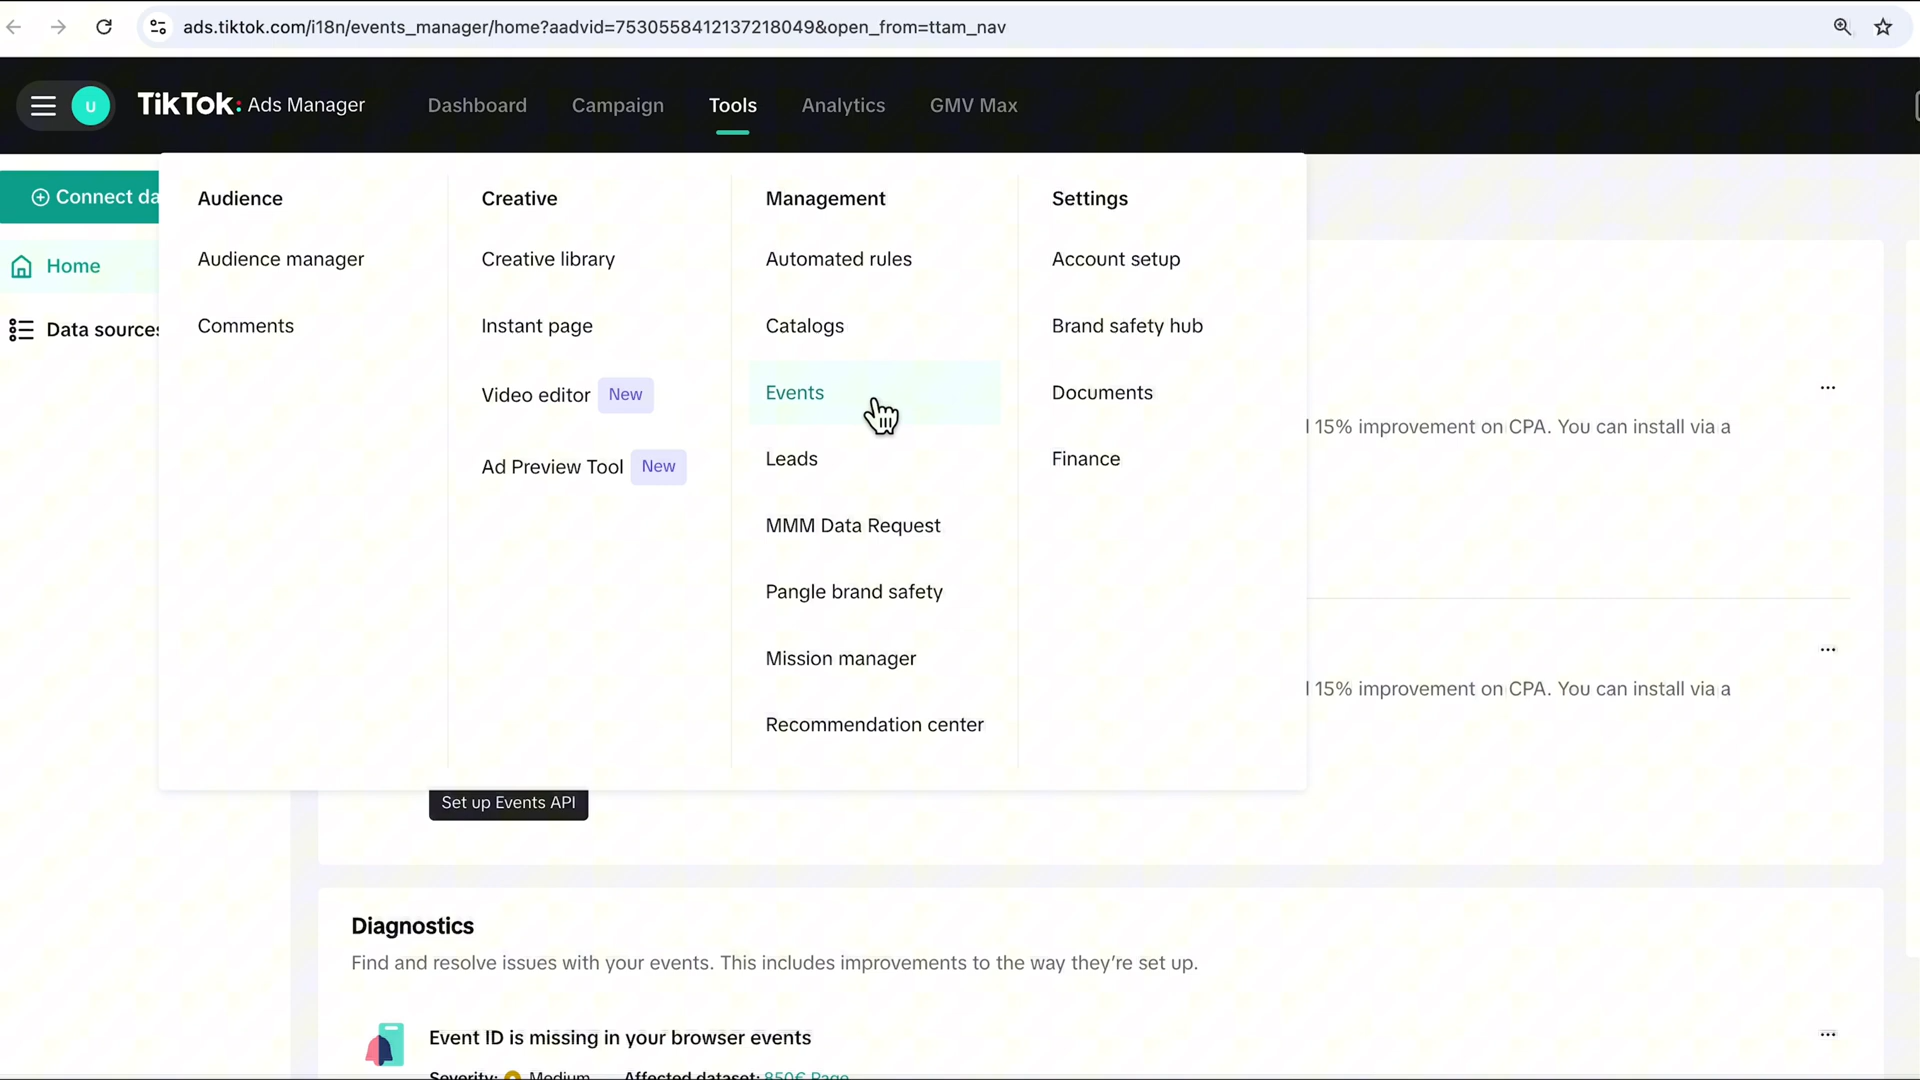 ads.tiktok.com/i18n/events_manager/home?aadvid=7530558412137218049&open_from=ttam_nav
U
TikTok: Ads Manager
Dashboard
Campaign
Tools
Analytics
GMV Max
Connect da
Home
Data sources
Audience
Audience manager
Comments
Creative
Creative library
Instant page
Video editor New
Ad Preview Tool New
Management
Automated rules
Catalogs
Events
Leads
MMM Data Request
Pangle brand safety
Mission manager
Recommendation center
Settings
Account setup
Brand safety hub
Documents
Finance
15% improvement on CPA. You can install via a
15% improvement on CPA. You can install via a
Set up Events API
Diagnostics
Find and resolve issues with your events. This includes improvements to the way they’re set up.
Event ID is missing in your browser events
Severity: Medium Affected dataset: 850€ Page